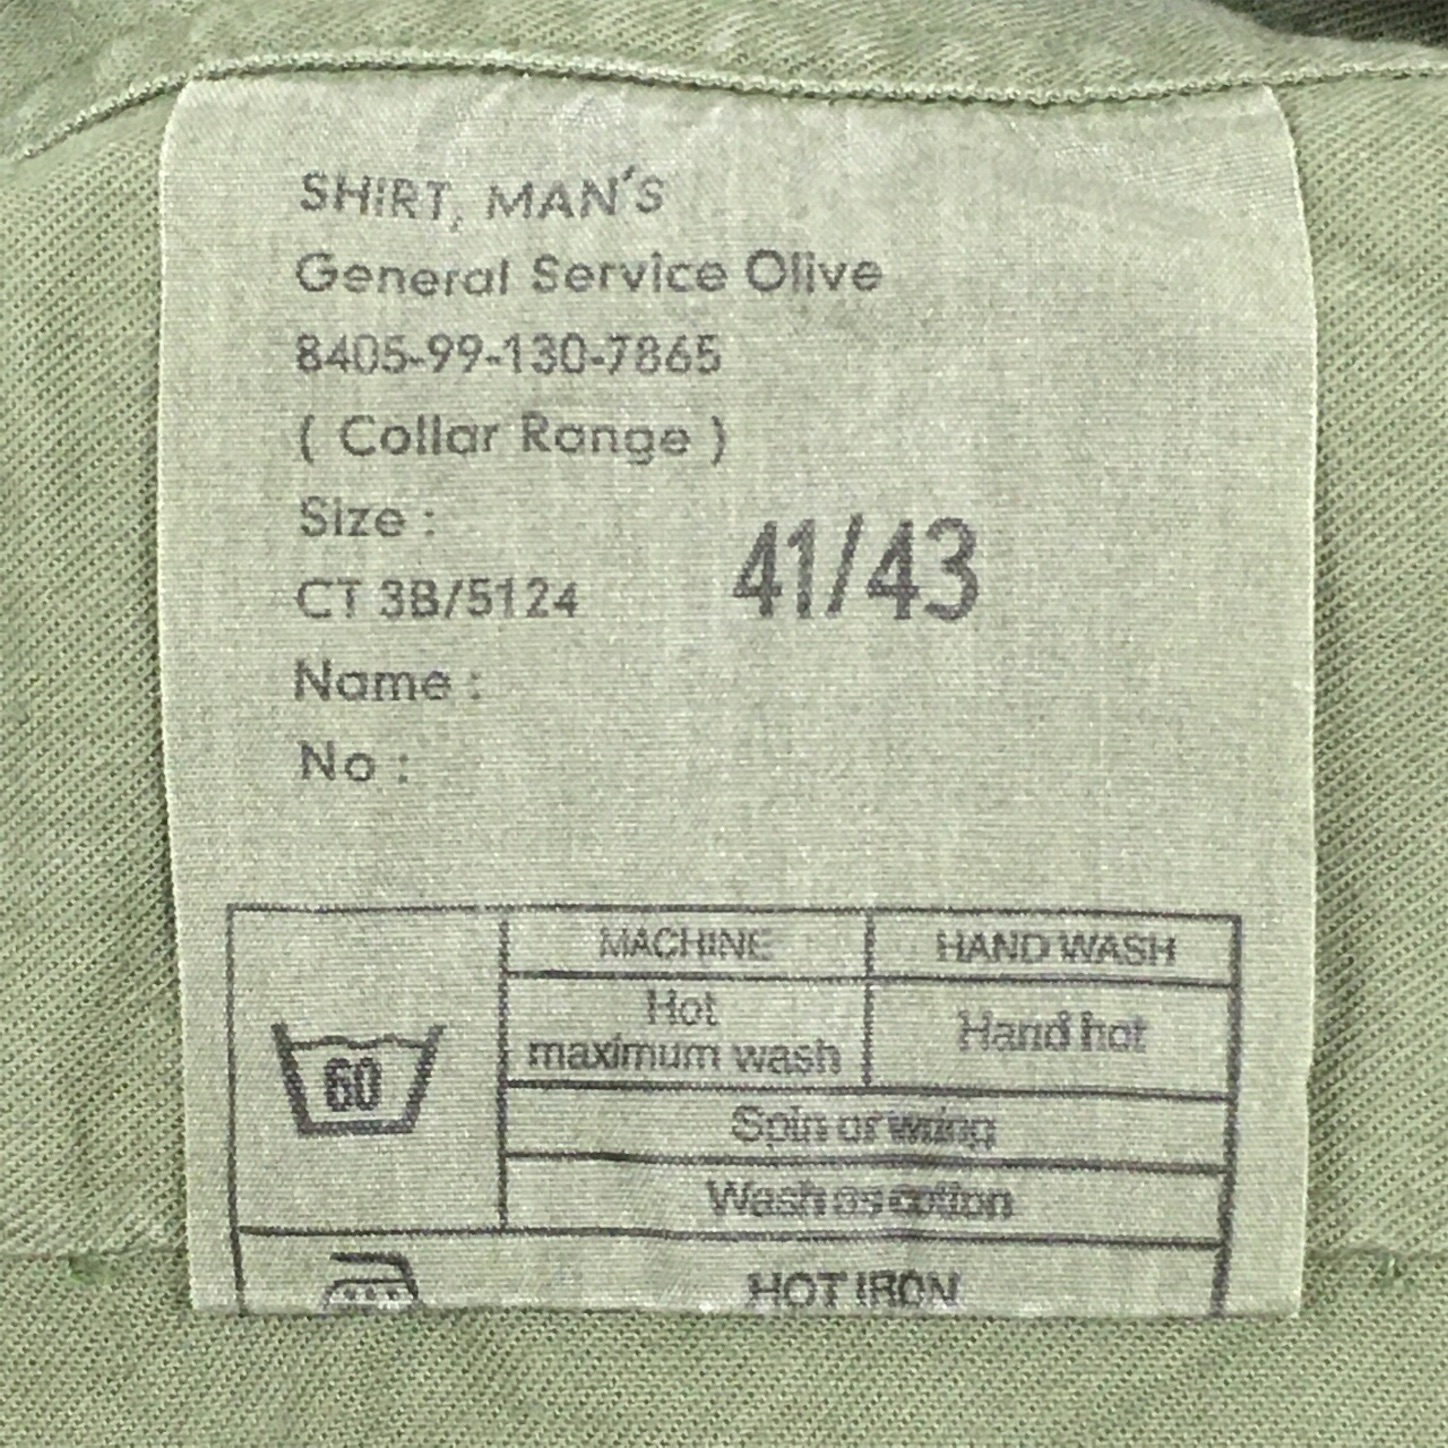 SHIRT, MAN'S
General Service Olive
8405-99-130-7865
( Collar Range )
Size :
41/43
CT 3B/5124
Name :
No :
MACHINE HAND WASH
Hot
maximum wash
Hand hot
60
Spin or wring
Wash as cotton
HOT IRON